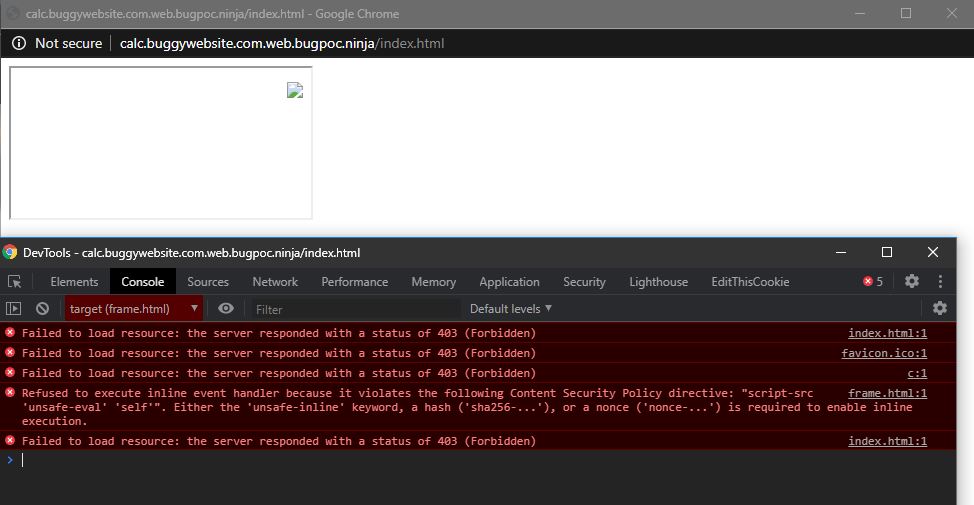 calc.buggywebsite.com.web.bugpoc.ninja/index.html - Google Chrome
Not secure calc.buggywebsite.com.web.bugpoc.ninja/index.html
DevTools - calc.buggywebsite.com.web.bugpoc.ninja/index.html
Elements Console Sources Network Performance Memory Application Security Lighthouse EditThisCookie 5
target (frame.html) Filter Default levels
Failed to load resource: the server responded with a status of 403 (Forbidden) index.html:1
Failed to load resource: the server responded with a status of 403 (Forbidden) favicon.ico:1
Failed to load resource: the server responded with a status of 403 (Forbidden) c:1
Refused to execute inline event handler because it violates the following Content Security Policy directive: "script-src frame.html:1
'unsafe-eval' 'self'". Either the 'unsafe-inline' keyword, a hash ('sha256-...'), or a nonce ('nonce-...') is required to enable inline
execution.
Failed to load resource: the server responded with a status of 403 (Forbidden) index.html:1